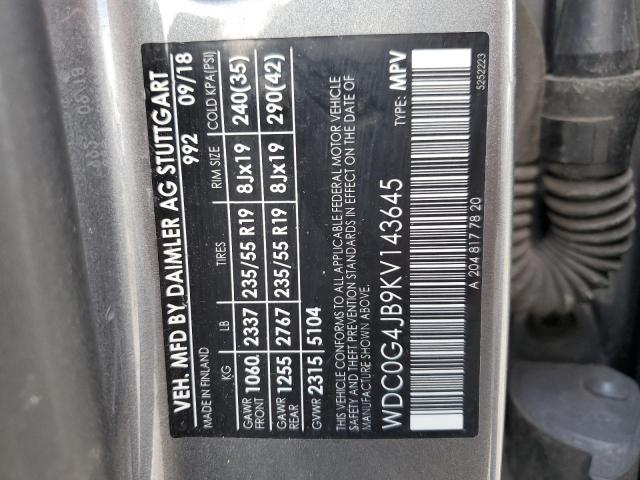 VEH. MFD BY DAIMLER AG STUTTGART
MADE IN FINLAND 992 09/18
KG LB TIRES RIM SIZE COLD KPA(PSI)
GAWR FRONT 1060 2337 235/55 R19 8Jx19 240(35)
GAWR REAR 1255 2767 235/55 R19 8Jx19 290(42)
GVWR 2315 5104
THIS VEHICLE CONFORMS TO ALL APPLICABLE FEDERAL MOTOR VEHICLE
SAFETY AND THEFT PREVENTION STANDARDS IN EFFECT ON THE DATE OF
MANUFACTURE SHOWN ABOVE.
TYPE: MPV
WDC0G4JB9KV143645
A 204 817 78 20
5252223